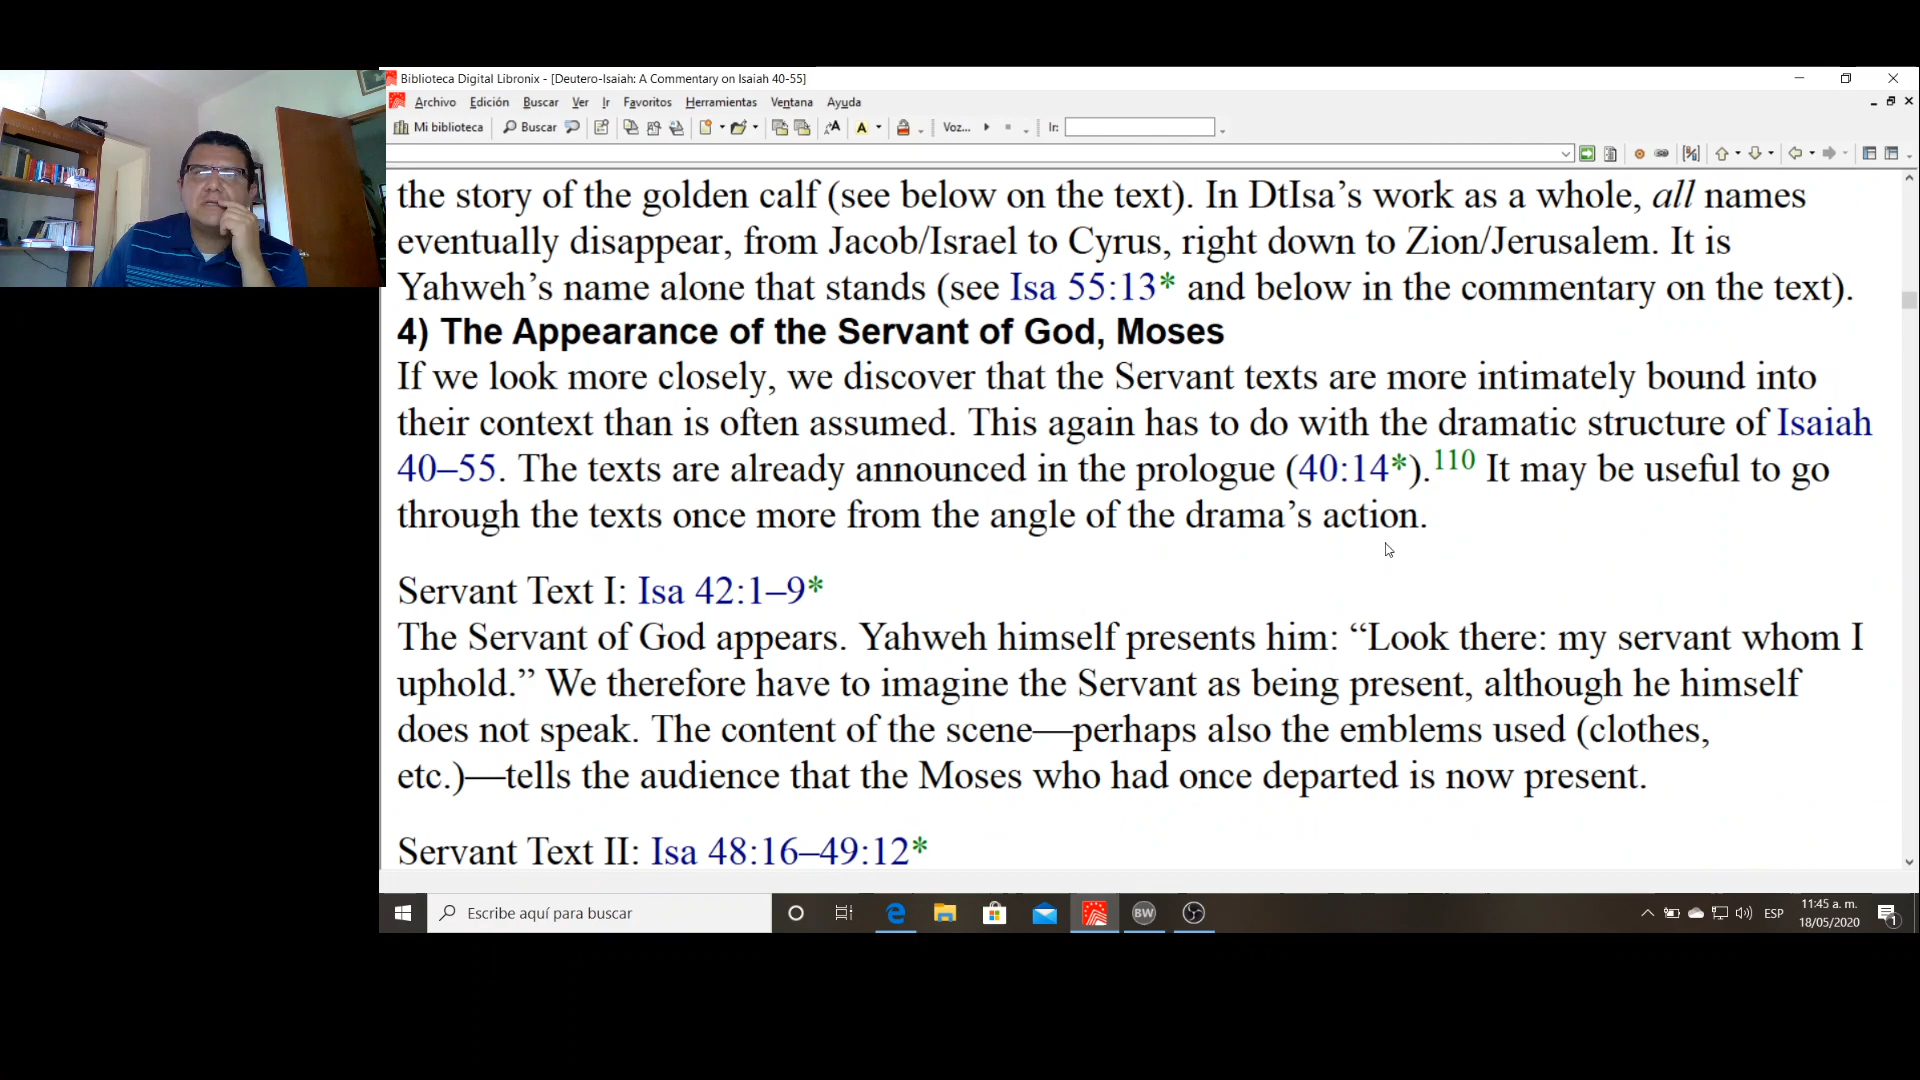 Biblioteca Digital Libronix - [Deutero-Isaiah: A Commentary on Isaiah 40-55]
Archivo Edición Buscar Ver Ir Favoritos Herramientas Ventana Ayuda
Mi biblioteca Buscar Voz... Ir:
the story of the golden calf (see below on the text). In DtIsa’s work as a whole, all names
eventually disappear, from Jacob/Israel to Cyrus, right down to Zion/Jerusalem. It is
Yahweh’s name alone that stands (see Isa 55:13* and below in the commentary on the text).
4) The Appearance of the Servant of God, Moses
If we look more closely, we discover that the Servant texts are more intimately bound into
their context than is often assumed. This again has to do with the dramatic structure of Isaiah
40–55. The texts are already announced in the prologue (40:14*).110 It may be useful to go
through the texts once more from the angle of the drama’s action.
Servant Text I: Isa 42:1–9*
The Servant of God appears. Yahweh himself presents him: “Look there: my servant whom I
uphold.” We therefore have to imagine the Servant as being present, although he himself
does not speak. The content of the scene—perhaps also the emblems used (clothes,
etc.)—tells the audience that the Moses who had once departed is now present.
Servant Text II: Isa 48:16–49:12*
Escribe aquí para buscar
BW
ESP
11:45 a. m.
18/05/2020
1